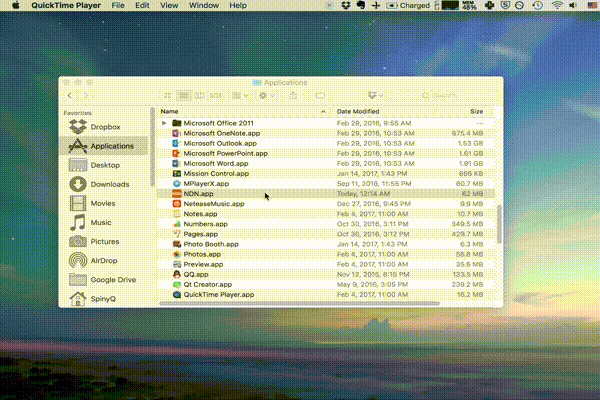 QuickTime Player File Edit View Window Help Charged MEM 48%
Applications
Favorites
Dropbox
Applications
Desktop
Downloads
Movies
Music
Pictures
AirDrop
Google Drive
SpinyQ
Name Date Modified Size
Microsoft Office 2011 Feb 29, 2016, 9:55 AM --
Microsoft OneNote.app Feb 29, 2016, 10:53 AM 975.4 MB
Microsoft Outlook.app Feb 29, 2016, 10:53 AM 1.53 GB
Microsoft PowerPoint.app Feb 29, 2016, 10:53 AM 1.61 GB
Microsoft Word.app Feb 29, 2016, 10:53 AM 1.91 GB
Mission Control.app Jan 14, 2017, 1:43 PM
MPlayerX.app Sep 11, 2016, 11:55 PM 60.7 MB
NDN.app Today, 12:14 AM 62 MB
NeteaseMusic.app Dec 27, 2016, 9:45 PM 9.9 MB
Notes.app Feb 4, 2017, 11:00 AM 10.7 MB
Numbers.app Oct 30, 2016, 3:11 PM 349.5 MB
Pages.app Oct 30, 2016, 3:12 PM 429.7 MB
Photo Booth.app Jan 14, 2017, 1:43 PM 6.3 MB
Photos.app Feb 4, 2017, 11:00 AM 56.8 MB
Preview.app Feb 4, 2017, 11:00 AM 35.6 MB
QQ.app Nov 12, 2015, 8:16 PM 133.9 MB
Qt Creator.app May 9, 2016, 3:05 PM 239.2 MB
QuickTime Player.app Feb 4, 2017, 11:00 AM 16.2 MB